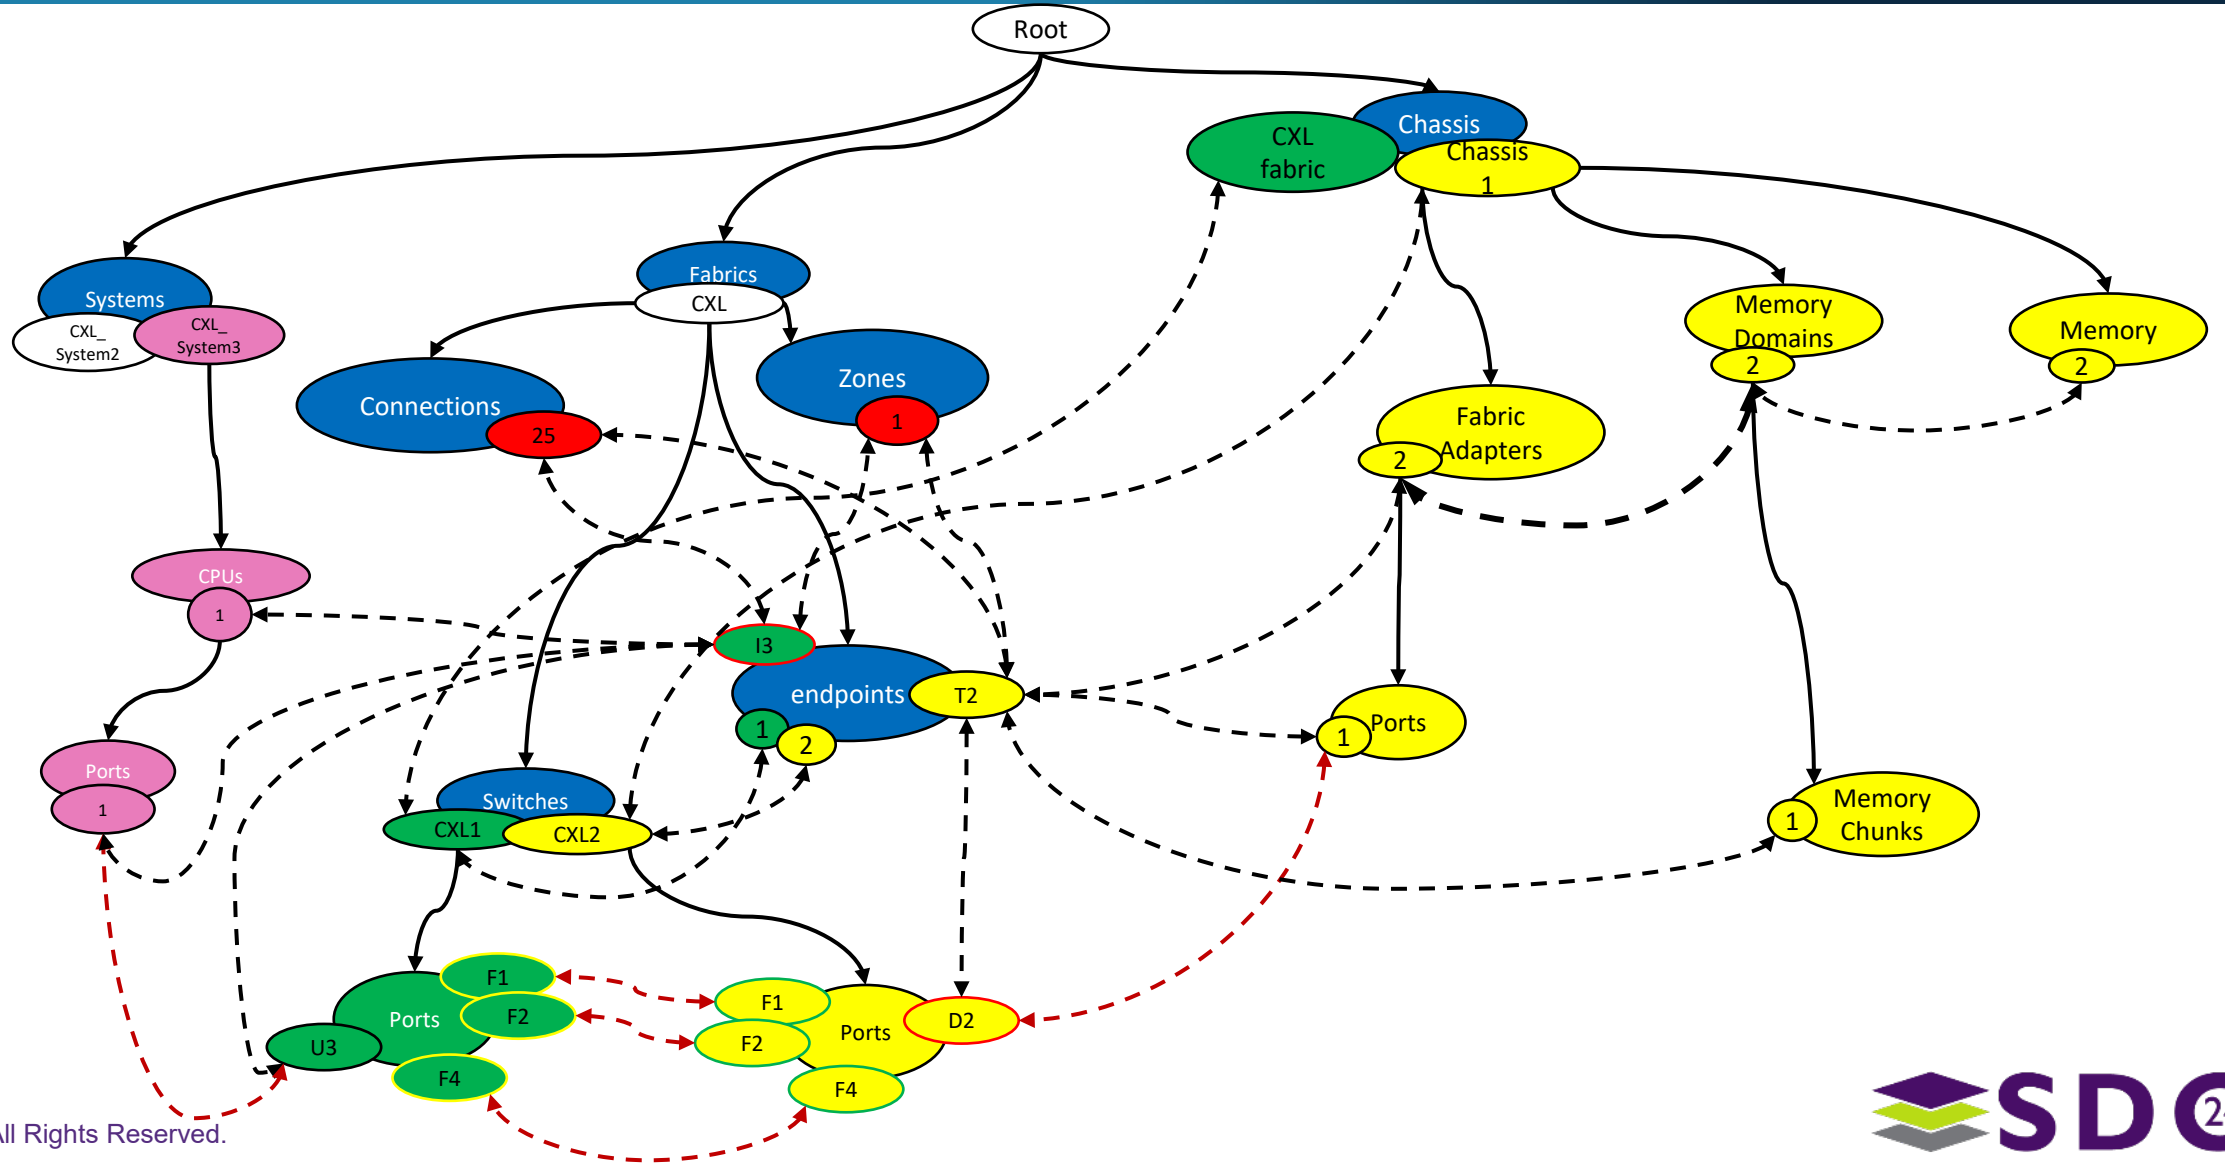 Root
Chassis
CXL
fabric
Chassis
1
Systems
CXL_
System2
CXL_
System3
Fabrics
CXL
Connections
25
Zones
1
Memory
Domains
2
Memory
2
Fabric
Adapters
2
CPUs
1
I3
endpoints
T2
1
2
Ports
1
Ports
1
Switches
CXL1
CXL2
Memory
Chunks
1
Ports
F1
F2
U3
F4
F1
F2
Ports
D2
F4
All Rights Reserved.
SDC